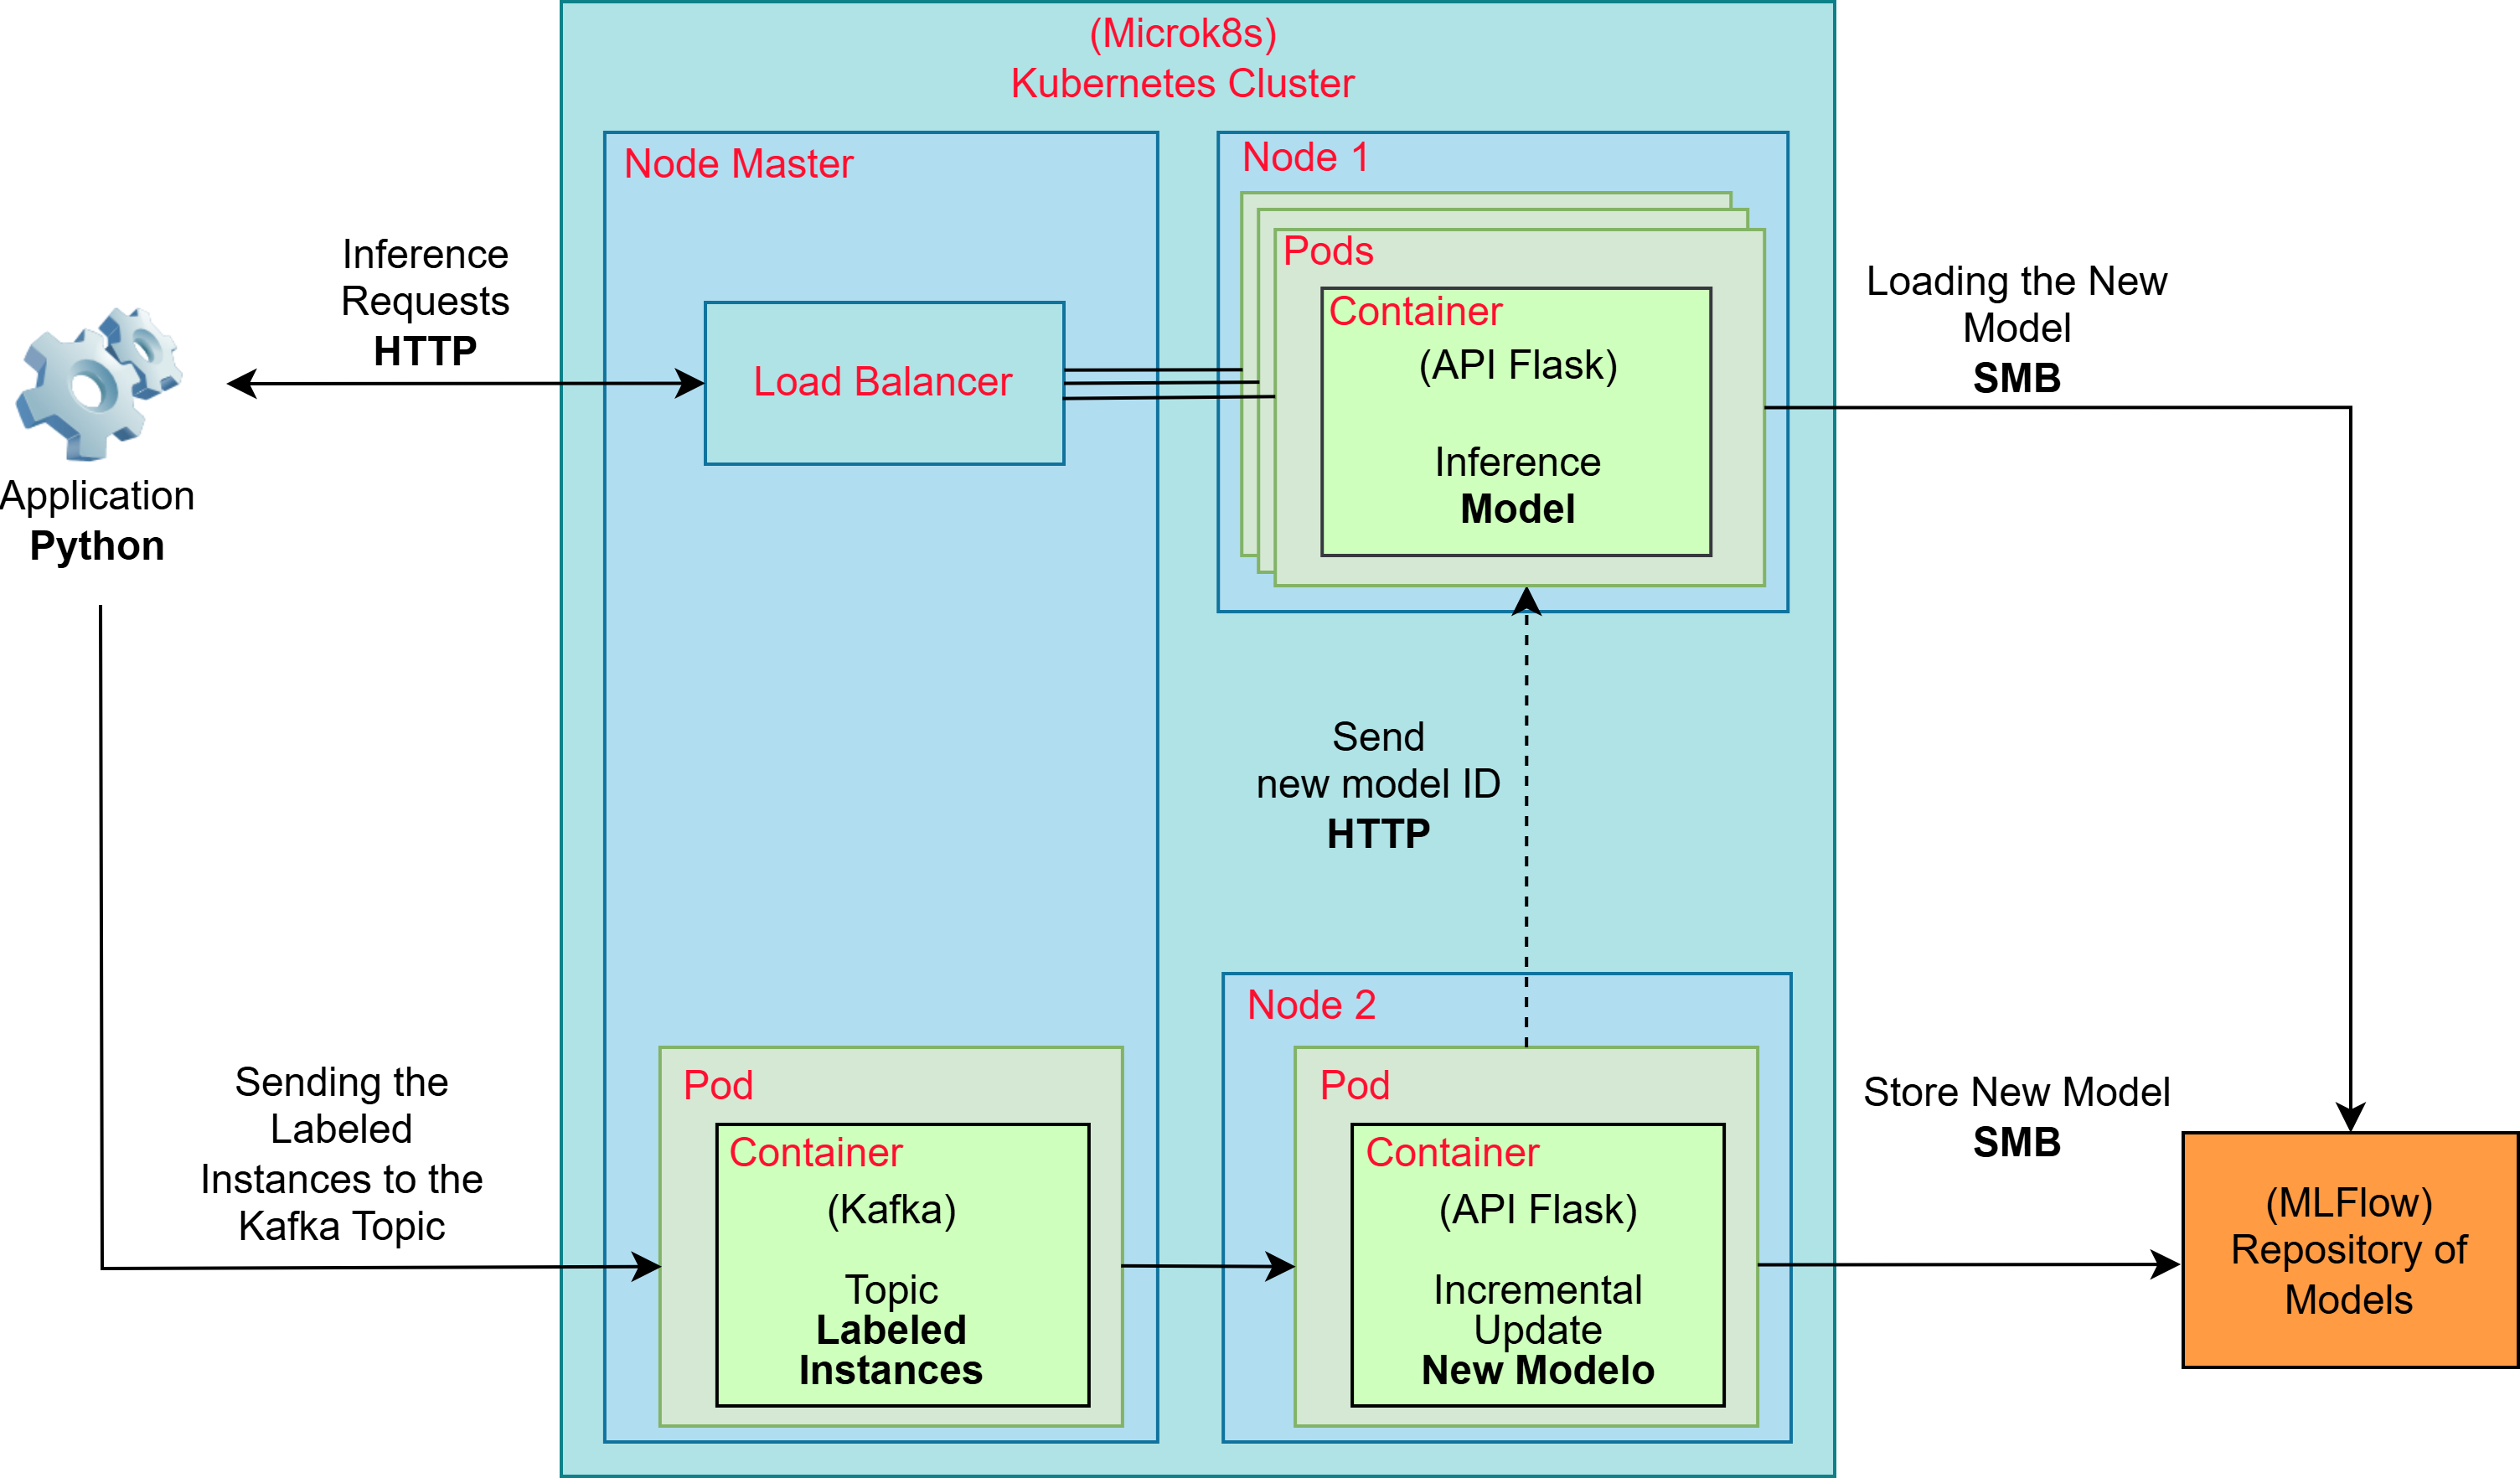 (Microk8s)
Kubernetes Cluster
Node Master
Node 1
Pods
Container
(API Flask)
Inference
Model
Inference
Requests
HTTP
Load Balancer
Loading the New
Model
SMB
Application
Python
Send
new model ID
HTTP
Node 2
Sending the
Labeled
Instances to the
Kafka Topic
Pod
Container
(Kafka)
Topic
Labeled
Instances
Pod
Container
(API Flask)
Incremental
Update
New Modelo
Store New Model
SMB
(MLFlow)
Repository of
Models